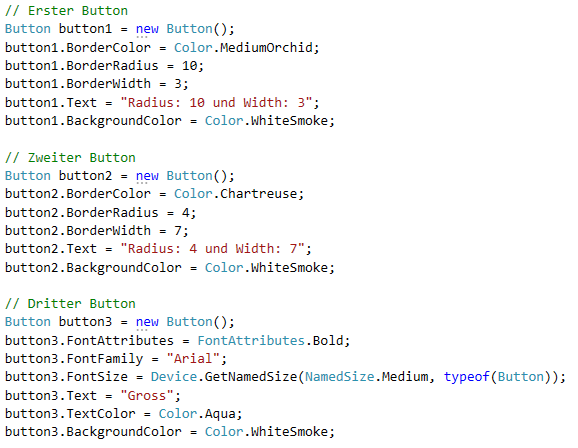 // Erster Button
Button button1 = new Button();
button1.BorderColor = Color.MediumOrchid;
button1.BorderRadius = 10;
button1.BorderWidth = 3;
button1.Text = "Radius: 10 und Width: 3";
button1.BackgroundColor = Color.WhiteSmoke;

// Zweiter Button
Button button2 = new Button();
button2.BorderColor = Color.Chartreuse;
button2.BorderRadius = 4;
button2.BorderWidth = 7;
button2.Text = "Radius: 4 und Width: 7";
button2.BackgroundColor = Color.WhiteSmoke;

// Dritter Button
Button button3 = new Button();
button3.FontAttributes = FontAttributes.Bold;
button3.FontFamily = "Arial";
button3.FontSize = Device.GetNamedSize(NamedSize.Medium, typeof(Button));
button3.Text = "Gross";
button3.TextColor = Color.Aqua;
button3.BackgroundColor = Color.WhiteSmoke;